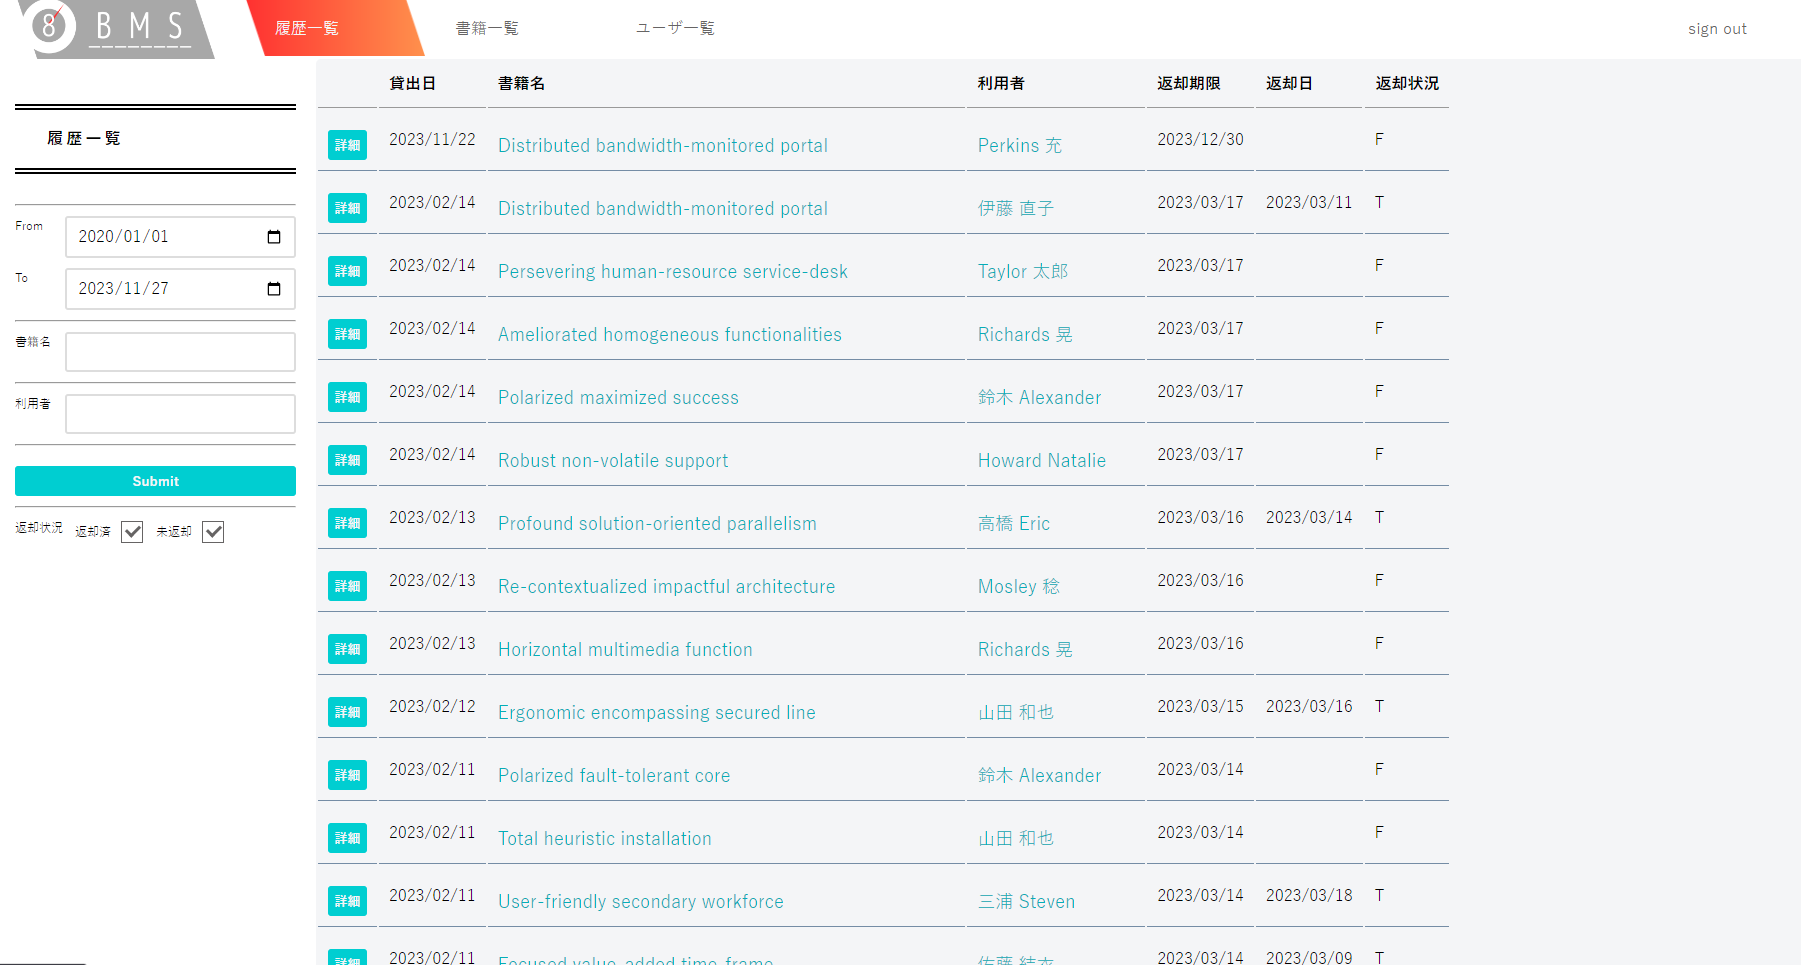 8 BMS 履歴一覧 書籍一覧 ユーザ一覧 sign out
履歴一覧
From 2020/01/01
To 2023/11/27
書籍名
利用者
Submit
返却状況 返却済 未返却
貸出日 書籍名 利用者 返却期限 返却日 返却状況
詳細 2023/11/22 Distributed bandwidth-monitored portal Perkins 充 2023/12/30 F
詳細 2023/02/14 Distributed bandwidth-monitored portal 伊藤 直子 2023/03/17 2023/03/11 T
詳細 2023/02/14 Persevering human-resource service-desk Taylor 太郎 2023/03/17 F
詳細 2023/02/14 Ameliorated homogeneous functionalities Richards 晃 2023/03/17 F
詳細 2023/02/14 Polarized maximized success 鈴木 Alexander 2023/03/17 F
詳細 2023/02/14 Robust non-volatile support Howard Natalie 2023/03/17 F
詳細 2023/02/13 Profound solution-oriented parallelism 高橋 Eric 2023/03/16 2023/03/14 T
詳細 2023/02/13 Re-contextualized impactful architecture Mosley 稔 2023/03/16 F
詳細 2023/02/13 Horizontal multimedia function Richards 晃 2023/03/16 F
詳細 2023/02/12 Ergonomic encompassing secured line 山田 和也 2023/03/15 2023/03/16 T
詳細 2023/02/11 Polarized fault-tolerant core 鈴木 Alexander 2023/03/14 F
詳細 2023/02/11 Total heuristic installation 山田 和也 2023/03/14 F
詳細 2023/02/11 User-friendly secondary workforce 三浦 Steven 2023/03/14 2023/03/18 T
詳細 2023/02/11 Focused value-added time-frame 佐藤 結衣 2023/03/14 2023/03/09 T